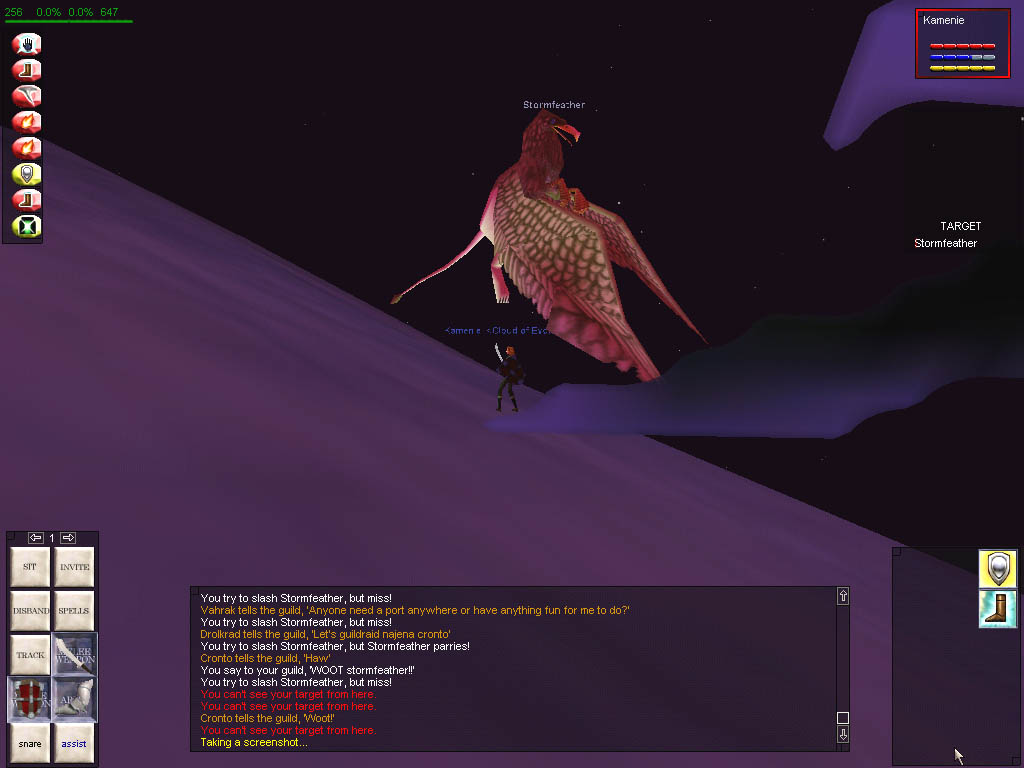 256 0.0% 0.0% 647
Kamenie
Stormfeather
TARGET
Stormfeather
Kamenie <Cloud of
1
SIT INVITE
DISBAND SPELLS
TRACK
snare assist
You try to slash Stormfeather, but miss!
Vahrak tells the guild, 'Anyone need a port anywhere or have anything fun for me to do?'
You try to slash Stormfeather, but miss!
Drolkrad tells the guild, 'Let's guildraid najena cronto'
You try to slash Stormfeather, but Stormfeather parries!
Cronto tells the guild, 'Haw'
You say to your guild, 'WOOT stormfeather!!'
You try to slash Stormfeather, but miss!
You can't see your target from here.
You can't see your target from here.
Cronto tells the guild, 'Woot!'
You can't see your target from here.
Taking a screenshot...